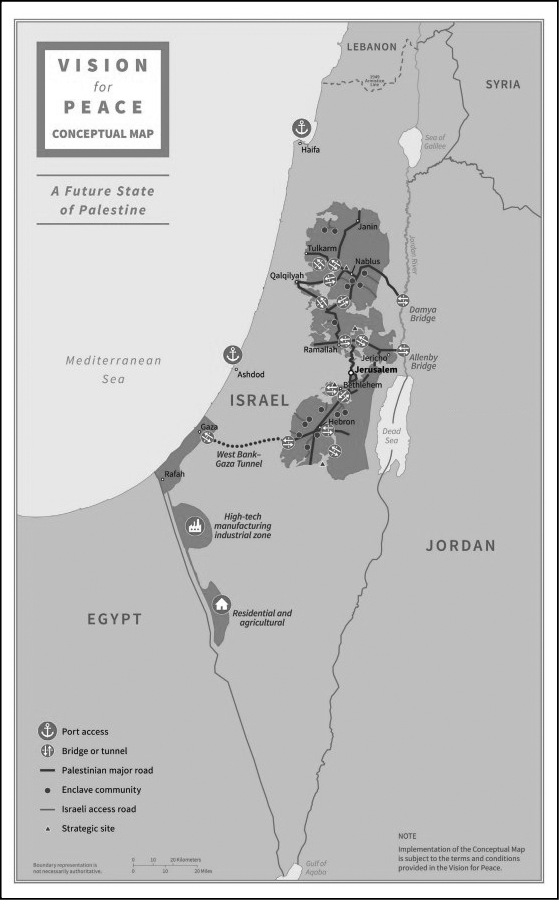 VISION
for
PEACE
CONCEPTUAL MAP
A Future State
of Palestine
LEBANON
1949
Armistice
Line
SYRIA
Sea of
Galilee
Haifa
Jordan River
Janin
Tulkarm
Nablus
Qalqilyah
Damya
Bridge
Ramallah
Jericho
Allenby
Bridge
Jerusalem
Bethlehem
Mediterranean
Sea
Ashdod
ISRAEL
Hebron
Dead
Sea
Gaza
West Bank–
Gaza Tunnel
Rafah
High-tech
manufacturing
industrial zone
JORDAN
EGYPT
Residential and
agricultural
Port access
Bridge or tunnel
Palestinian major road
Enclave community
Israeli access road
Strategic site
Boundary representation is
not necessarily authoritative.
0 10 20 Kilometers
0 10 20 Miles
Gulf of
Aqaba
NOTE
Implementation of the Conceptual Map
is subject to the terms and conditions
provided in the Vision for Peace.